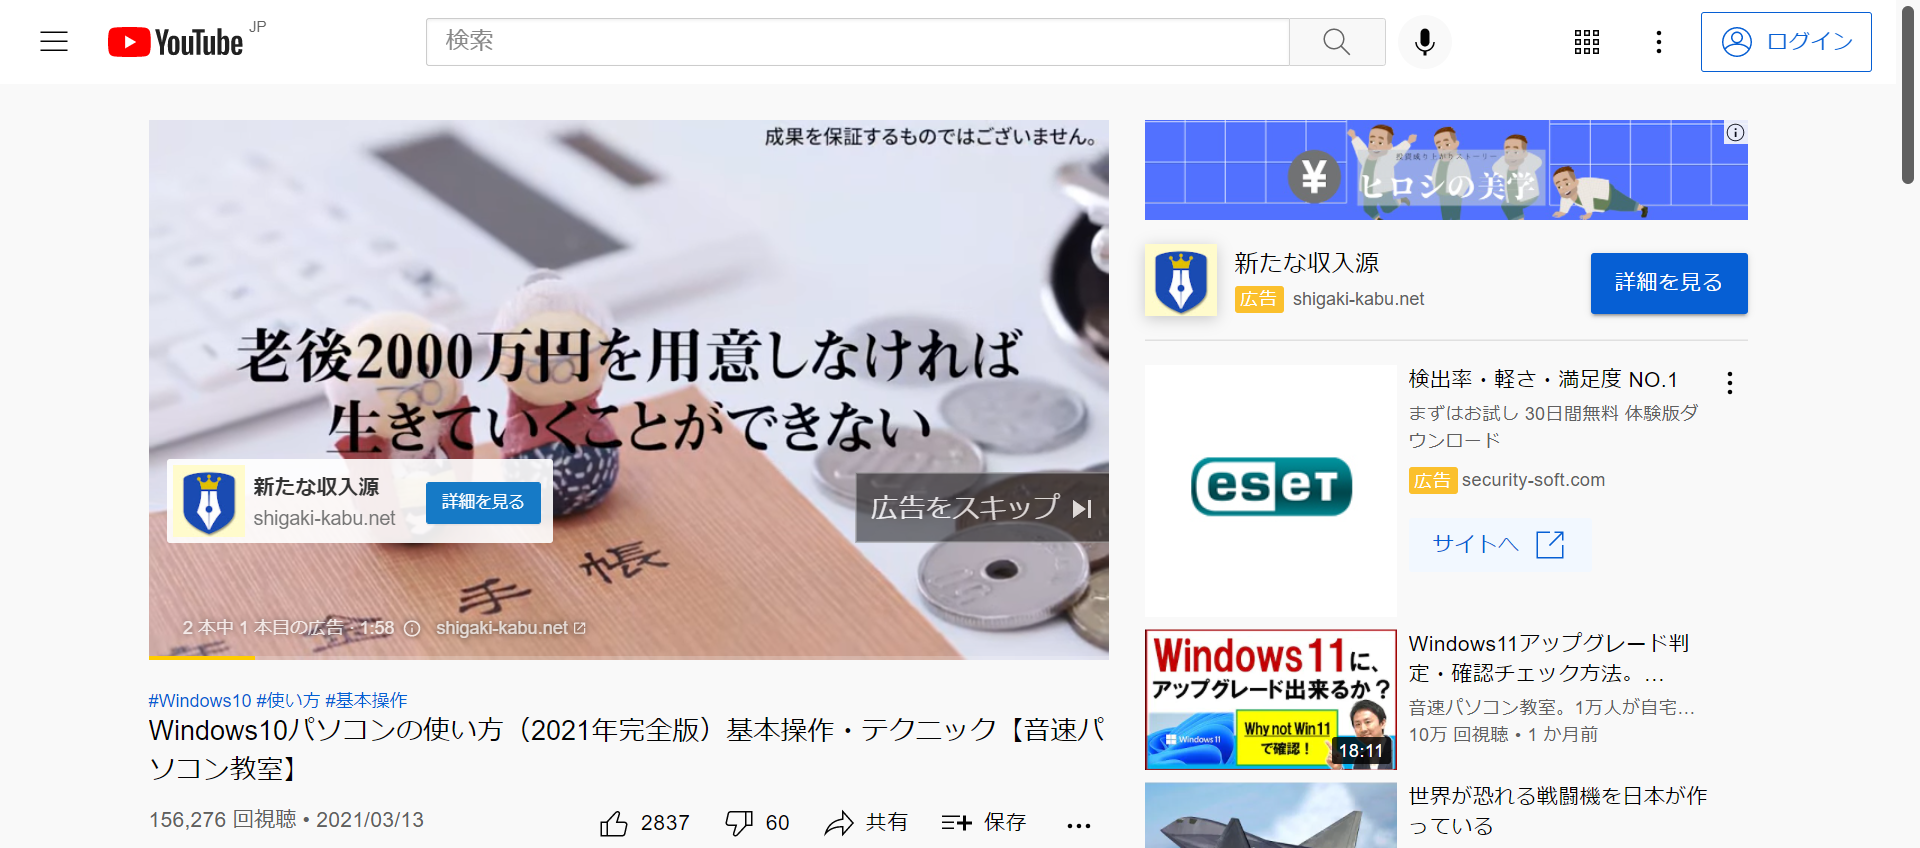 YouTube JP
検索
ログイン
成果を保証するものではございません。
老後2000万円を用意しなければ
生きていくことができない
新たな収入源
shigaki-kabu.net
詳細を見る
広告をスキップ
手帳
2 本中 1 本目の広告 · 1:58
shigaki-kabu.net
#Windows10 #使い方 #基本操作
Windows10パソコンの使い方（2021年完全版）基本操作・テクニック【音速パ
ソコン教室】
156,276 回視聴 • 2021/03/13
2837
60
共有
保存
投資成り上がりストーリー
¥
ヒロシの美学
新たな収入源
広告 shigaki-kabu.net
詳細を見る
eseT
検出率・軽さ・満足度 NO.1
まずはお試し 30日間無料 体験版ダ
ウンロード
広告 security-soft.com
サイトへ
Windows11に、
アップグレード出来るか？
Windows 11
Why not Win11
で確認！
18:11
Windows11アップグレード判
定・確認チェック方法。…
音速パソコン教室。1万人が自宅…
10万 回視聴 • 1 か月前
世界が恐れる戦闘機を日本が作
っている